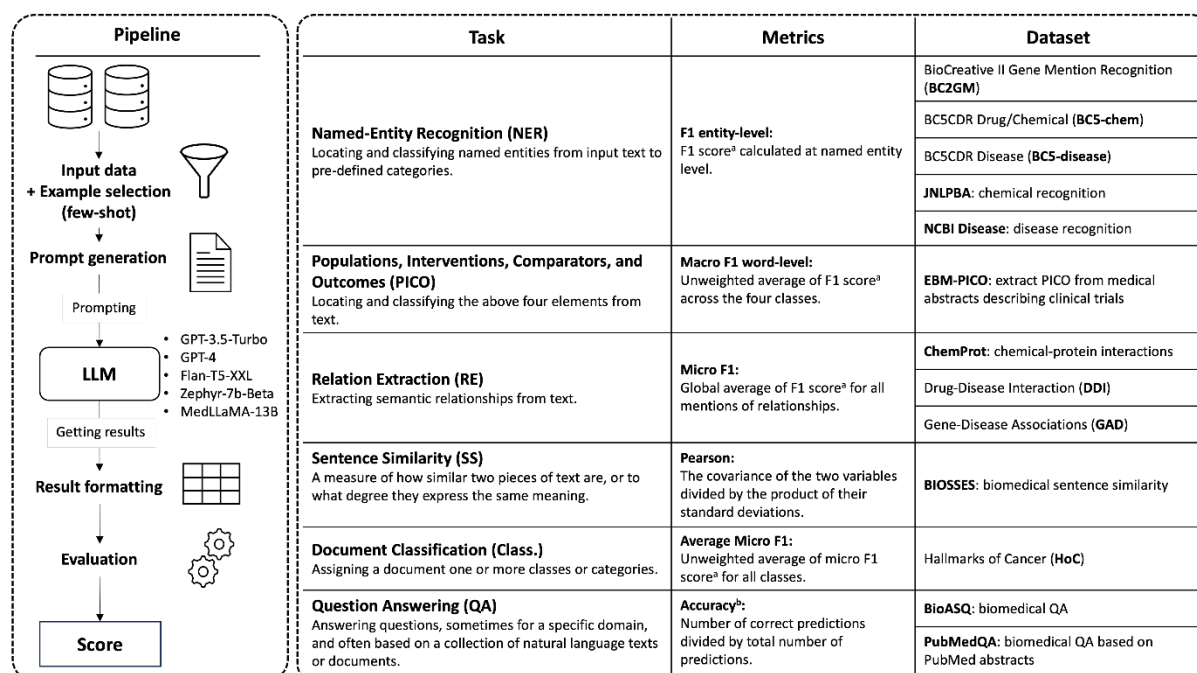 Pipeline
Input data
+ Example selection
(few-shot)
Prompt generation
Prompting
LLM
• GPT-3.5-Turbo
• GPT-4
• Flan-T5-XXL
• Zephyr-7b-Beta
• MedLLaMA-13B
Getting results
Result formatting
Evaluation
Score
Task
Metrics
Dataset
Named-Entity Recognition (NER)
Locating and classifying named entities from input text to
pre-defined categories.
F1 entity-level:
F1 scoreᵃ calculated at named entity
level.
BioCreative II Gene Mention Recognition
(BC2GM)
BC5CDR Drug/Chemical (BC5-chem)
BC5CDR Disease (BC5-disease)
JNLPBA: chemical recognition
NCBI Disease: disease recognition
Populations, Interventions, Comparators, and
Outcomes (PICO)
Locating and classifying the above four elements from
text.
Macro F1 word-level:
Unweighted average of F1 scoreᵃ
across the four classes.
EBM-PICO: extract PICO from medical
abstracts describing clinical trials
Relation Extraction (RE)
Extracting semantic relationships from text.
Micro F1:
Global average of F1 scoreᵃ for all
mentions of relationships.
ChemProt: chemical-protein interactions
Drug-Disease Interaction (DDI)
Gene-Disease Associations (GAD)
Sentence Similarity (SS)
A measure of how similar two pieces of text are, or to
what degree they express the same meaning.
Pearson:
The covariance of the two variables
divided by the product of their
standard deviations.
BIOSSES: biomedical sentence similarity
Document Classification (Class.)
Assigning a document one or more classes or categories.
Average Micro F1:
Unweighted average of micro F1
scoreᵃ for all classes.
Hallmarks of Cancer (HoC)
Question Answering (QA)
Answering questions, sometimes for a specific domain,
and often based on a collection of natural language texts
or documents.
Accuracyᵇ:
Number of correct predictions
divided by total number of
predictions.
BioASQ: biomedical QA
PubMedQA: biomedical QA based on
PubMed abstracts